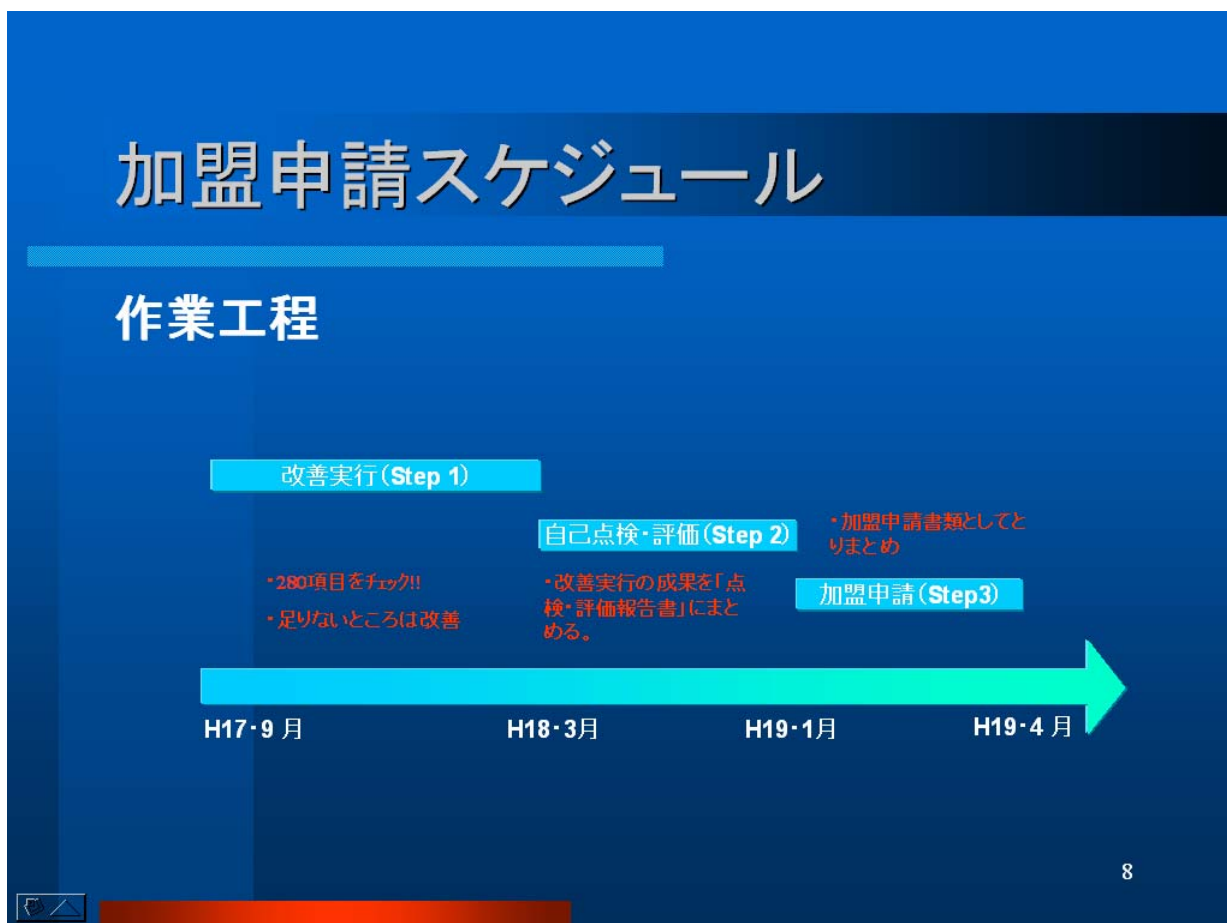 加盟申請スケジュール
作業工程
改善実行(Step 1)
・280項目をチェック!!
・足りないところは改善
自己点検・評価(Step 2)
・改善実行の成果を「点
検・評価報告書」にまと
める。
・加盟申請書類としてと
りまとめ
加盟申請(Step3)
H17・9 月
H18・3月
H19・1月
H19・4 月
8